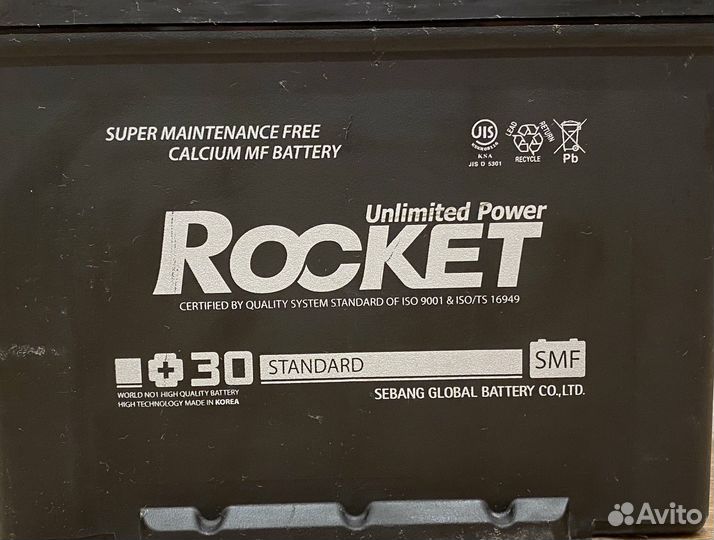 SUPER MAINTENANCE FREE
CALCIUM MF BATTERY
JIS
KSA
JIS D 5301
LEAD RETURN
RECYCLE
Pb
Unlimited Power
ROCKET
CERTIFIED BY QUALITY SYSTEM STANDARD OF ISO 9001 & ISO/TS 16949
+30 STANDARD SMF
WORLD NO1 HIGH QUALITY BATTERY
HIGH TECHNOLOGY MADE IN KOREA
SEBANG GLOBAL BATTERY CO.,LTD.
Avito